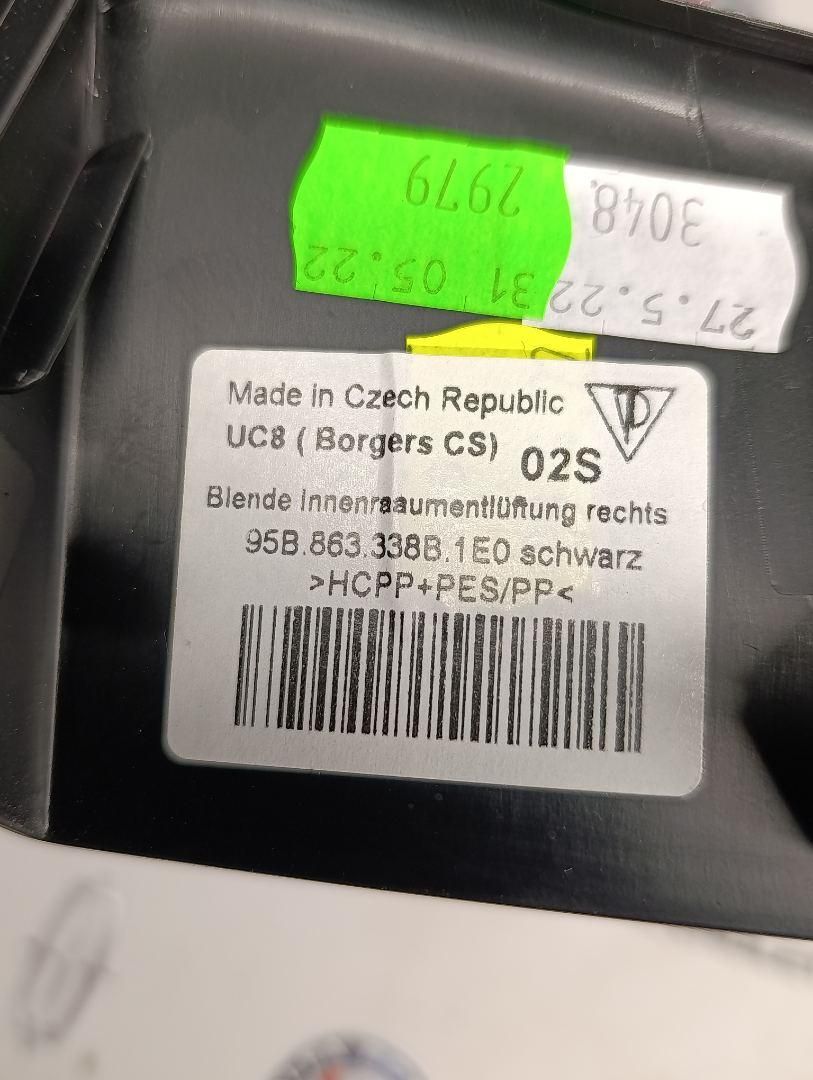 2979
31 05.22
3048
27.5.22
Made in Czech Republic
UC8 ( Borgers CS) 02S
Blende Innenraaumentlüftung rechts
95B.863.338B.1E0 schwarz
>HCPP+PES/PP<